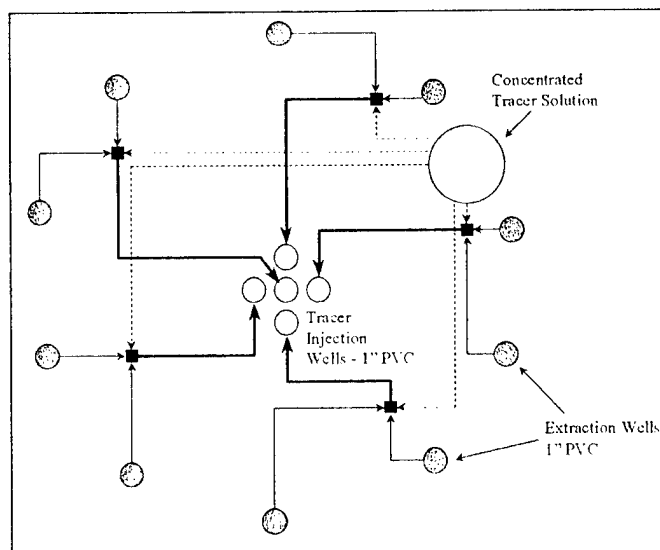 Concentrated
Tracer Solution
Tracer
Injection
Wells - 1" PVC
Extraction Wells
1" PVC